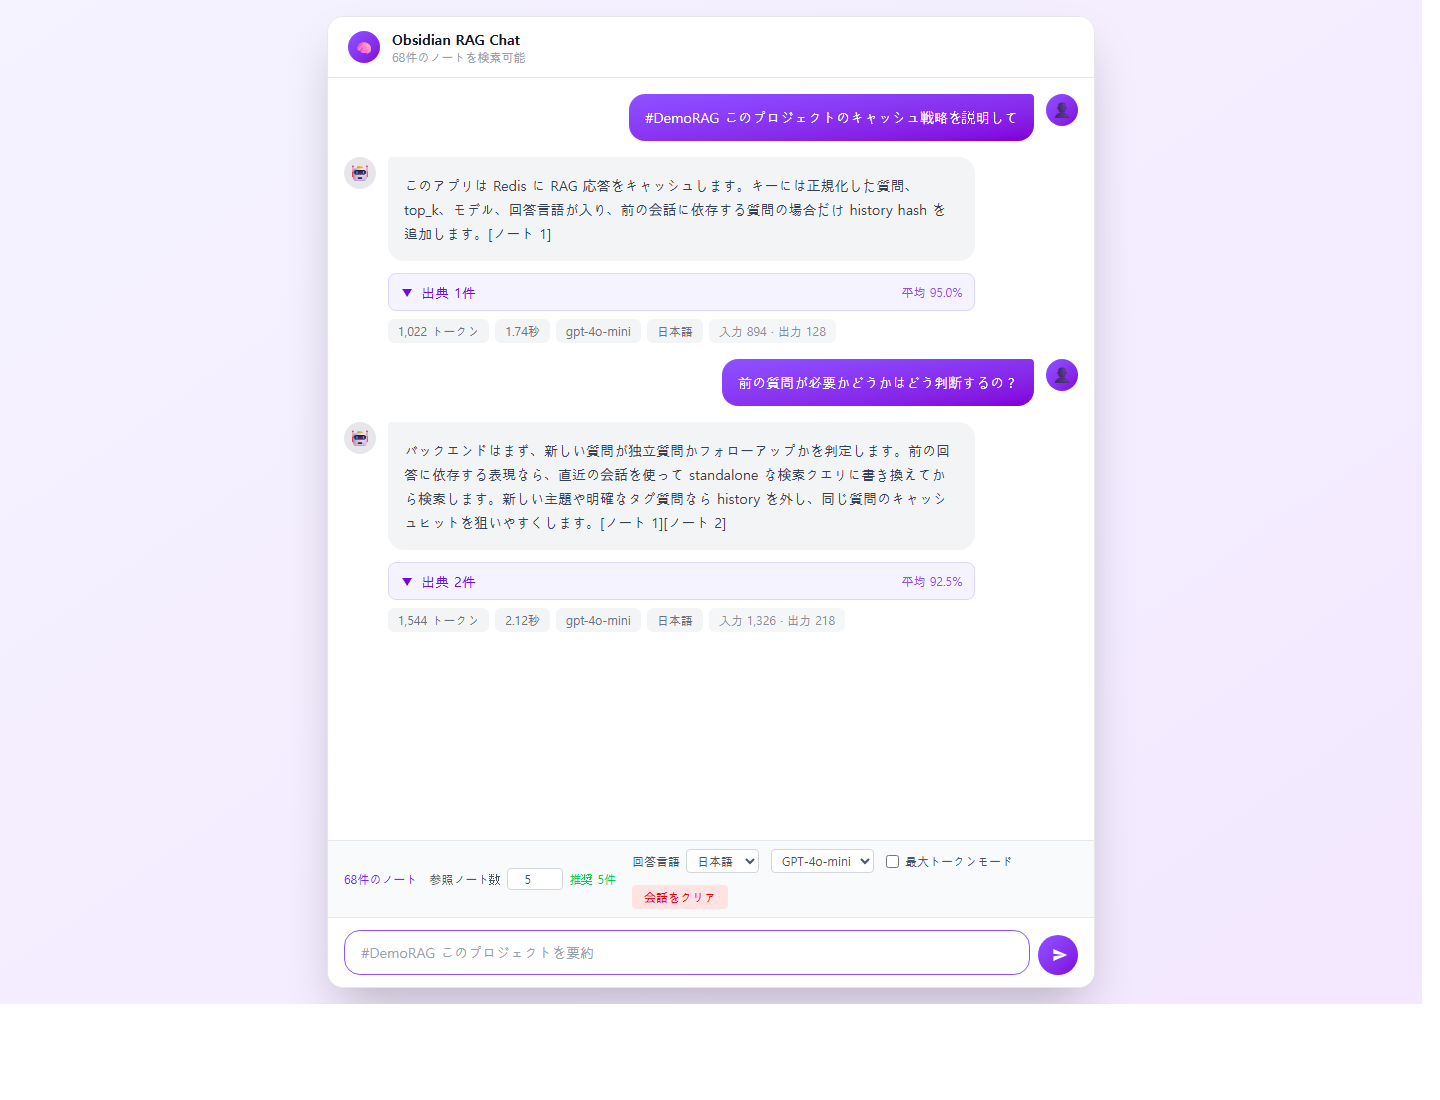 Obsidian RAG Chat
68件のノートを検索可能
#DemoRAG このプロジェクトのキャッシュ戦略を説明して
このアプリは Redis に RAG 応答をキャッシュします。キーには正規化した質問、
top_k、モデル、回答言語が入り、前の会話に依存する質問の場合だけ history hash を
追加します。[ノート 1]
▼ 出典 1件 平均 95.0%
1,022 トークン 1.74秒 gpt-4o-mini 日本語 入力 894 · 出力 128
前の質問が必要かどうかはどう判断するの？
バックエンドはまず、新しい質問が独立質問かフォローアップかを判定します。前の回
答に依存する表現なら、直近の会話を使って standalone な検索クエリに書き換えてか
ら検索します。新しい主題や明確なタグ質問なら history を外し、同じ質問のキャッシ
ュヒットを狙いやすくします。[ノート 1][ノート 2]
▼ 出典 2件 平均 92.5%
1,544 トークン 2.12秒 gpt-4o-mini 日本語 入力 1,326 · 出力 218
68件のノート 参照ノート数 5 推奨 5件
回答言語 日本語 GPT-4o-mini 最大トークンモード
会話をクリア
#DemoRAG このプロジェクトを要約